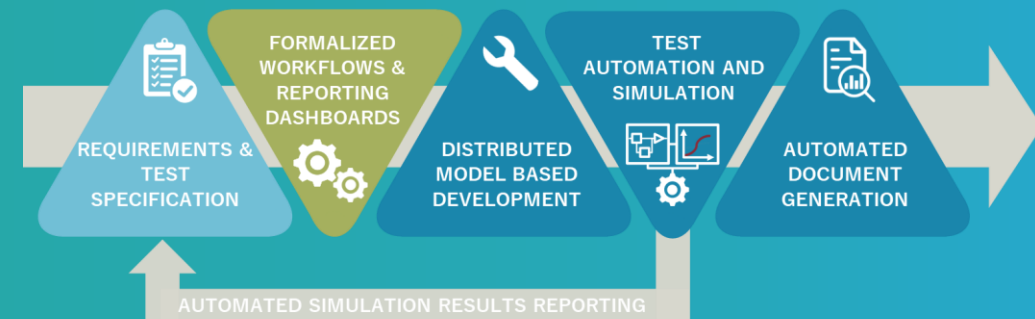 REQUIREMENTS &
TEST
SPECIFICATION
FORMALIZED
WORKFLOWS &
REPORTING
DASHBOARDS
DISTRIBUTED
MODEL BASED
DEVELOPMENT
TEST
AUTOMATION AND
SIMULATION
AUTOMATED
DOCUMENT
GENERATION
AUTOMATED SIMULATION RESULTS REPORTING